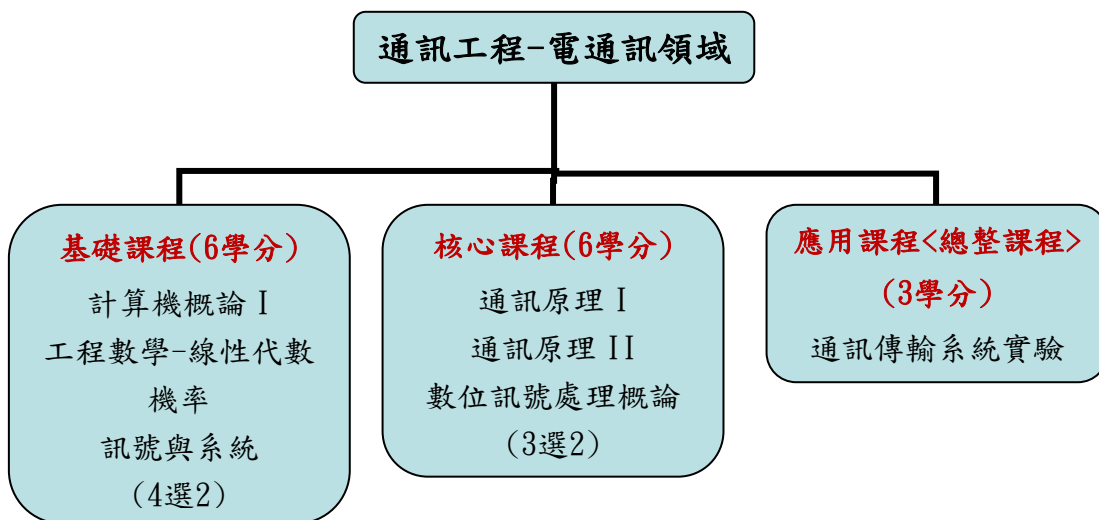 通訊工程-電通訊領域
基礎課程(6學分)
計算機概論 I
工程數學-線性代數
機率
訊號與系統
(4選2)
核心課程(6學分)
通訊原理 I
通訊原理 II
數位訊號處理概論
(3選2)
應用課程<總整課程>
(3學分)
通訊傳輸系統實驗